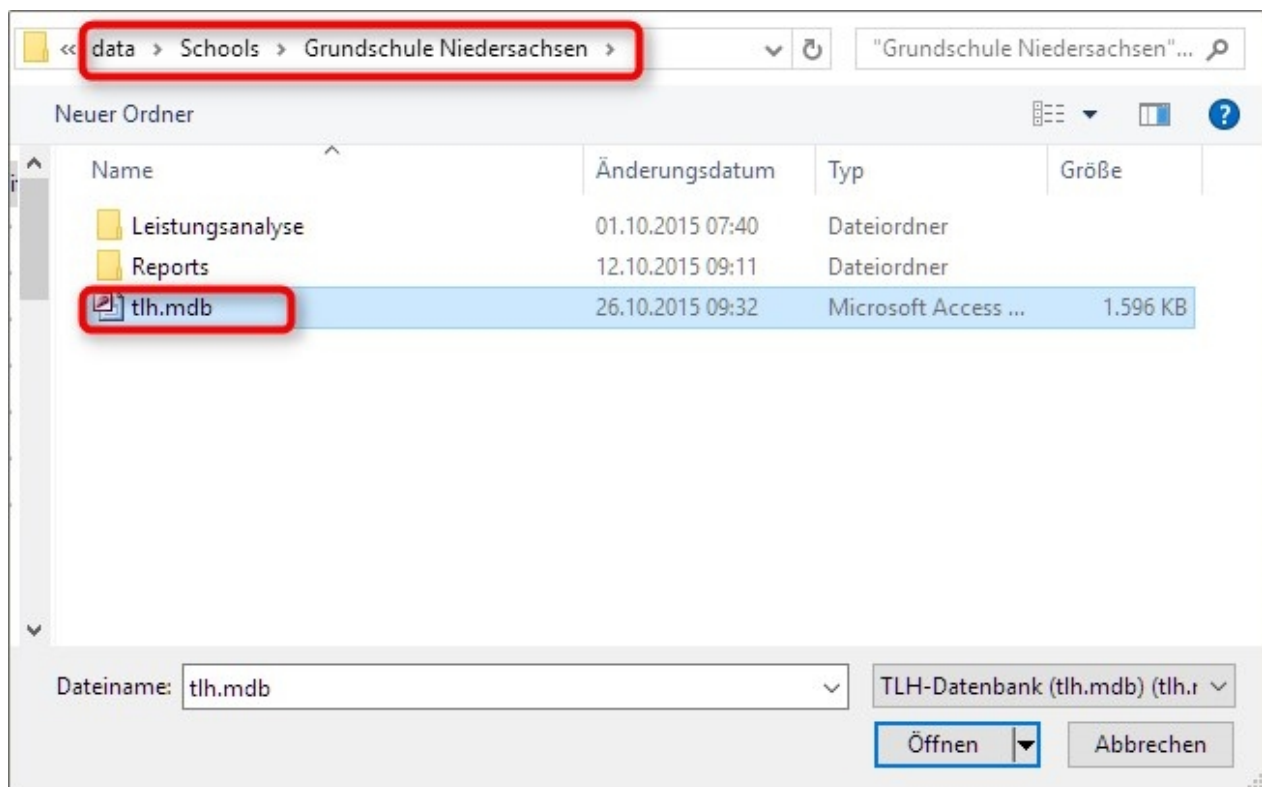 « data > Schools > Grundschule Niedersachsen > "Grundschule Niedersachsen"...
Neuer Ordner ?
Name Änderungsdatum Typ Größe
Leistungsanalyse 01.10.2015 07:40 Dateiordner
Reports 12.10.2015 09:11 Dateiordner
tlh.mdb 26.10.2015 09:32 Microsoft Access ... 1.596 KB
Dateiname: tlh.mdb TLH-Datenbank (tlh.mdb) (tlh.r
Öffnen Abbrechen